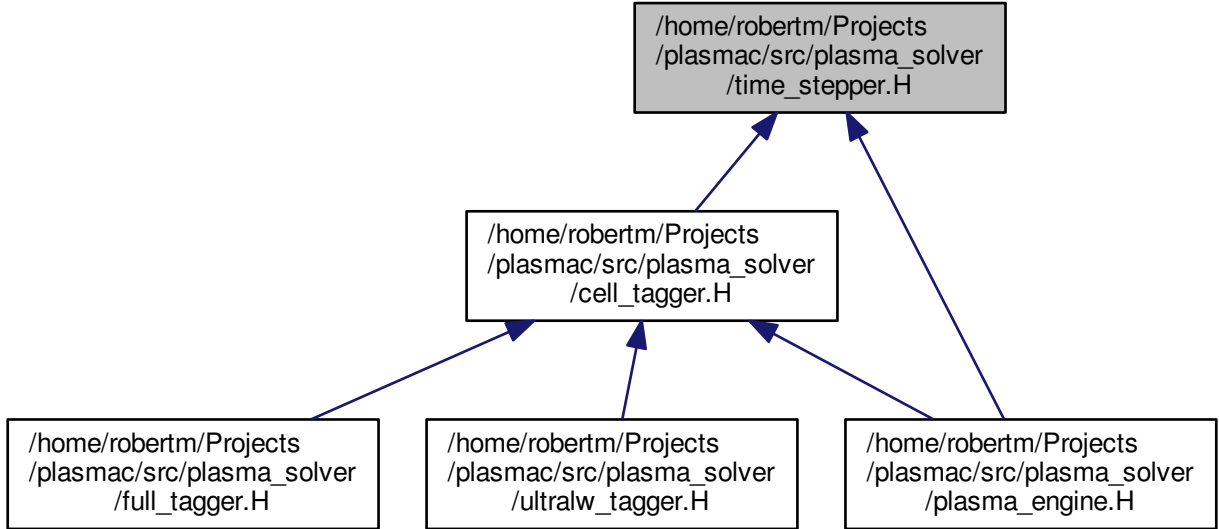 /home/robertm/Projects
/plasmac/src/plasma_solver
/time_stepper.H
/home/robertm/Projects
/plasmac/src/plasma_solver
/cell_tagger.H
/home/robertm/Projects
/plasmac/src/plasma_solver
/full_tagger.H
/home/robertm/Projects
/plasmac/src/plasma_solver
/ultralw_tagger.H
/home/robertm/Projects
/plasmac/src/plasma_solver
/plasma_engine.H